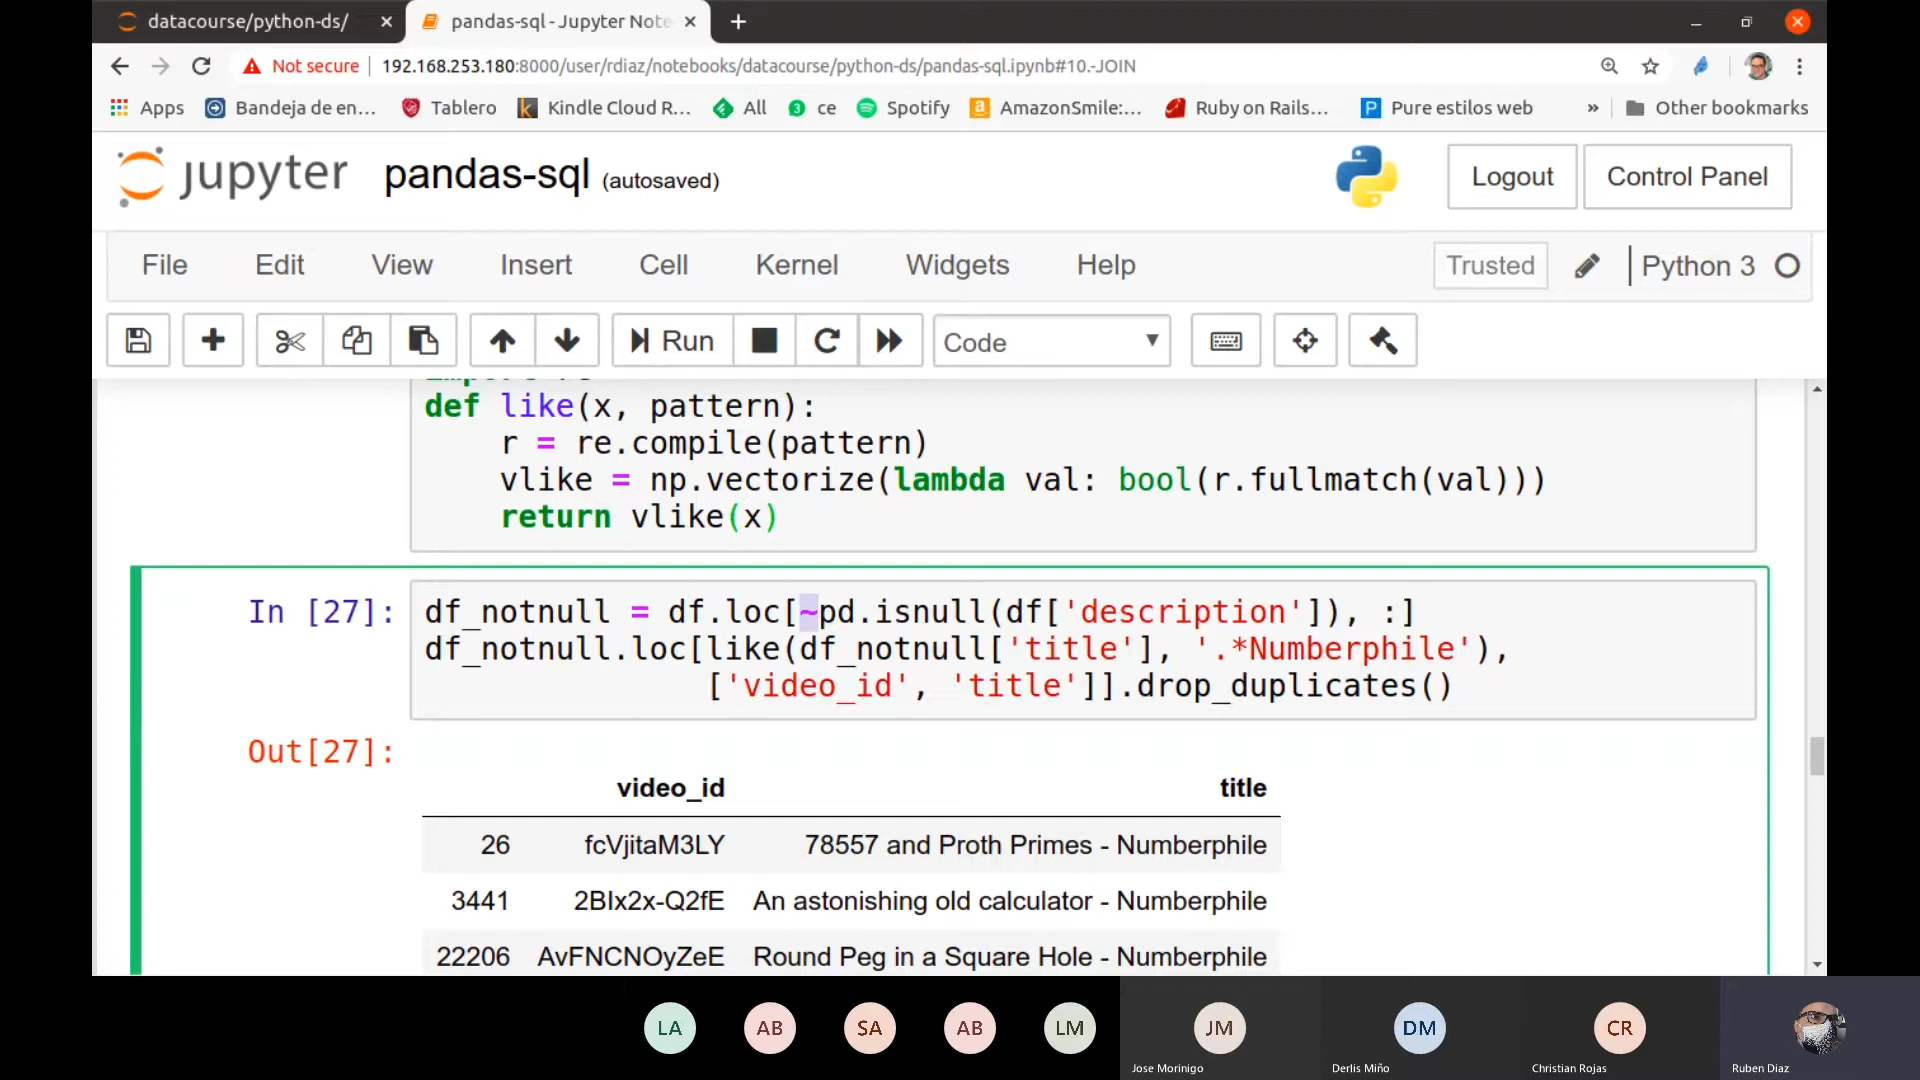 datacourse/python-ds/
pandas-sql - Jupyter Note
Not secure
192.168.253.180:8000/user/rdiaz/notebooks/datacourse/python-ds/pandas-sql.ipynb#10.-JOIN
Apps
Bandeja de en...
Tablero
Kindle Cloud R...
All
ce
Spotify
AmazonSmile:...
Ruby on Rails...
Pure estilos web
»
Other bookmarks
jupyter
pandas-sql (autosaved)
Logout
Control Panel
File
Edit
View
Insert
Cell
Kernel
Widgets
Help
Trusted
Python 3
Run
Code
def like(x, pattern):
r = re.compile(pattern)
vlike = np.vectorize(lambda val: bool(r.fullmatch(val)))
return vlike(x)
In [27]:
df_notnull = df.loc[~pd.isnull(df['description']), :]
df_notnull.loc[like(df_notnull['title'], '.*Numberphile'),
['video_id', 'title']].drop_duplicates()
Out[27]:
video_id title
26 fcVjitaM3LY 78557 and Proth Primes - Numberphile
3441 2BIx2x-Q2fE An astonishing old calculator - Numberphile
22206 AvFNCNOyZeE Round Peg in a Square Hole - Numberphile
LA
AB
SA
AB
LM
JM
DM
CR
Jose Morinigo
Derlis Miño
Christian Rojas
Ruben Diaz